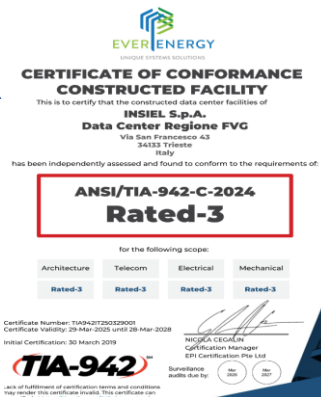 EVER ENERGY
UNIQUE SYSTEMS SOLUTIONS
CERTIFICATE OF CONFORMANCE
CONSTRUCTED FACILITY
This is to certify that the constructed data center facilities of
INSIEL S.p.A.
Data Center Regione FVG
Via San Francesco 43
34133 Trieste
Italy
has been independently assessed and found to conform to the requirements of:
ANSI/TIA-942-C-2024
Rated-3
for the following scope:
Architecture Telecom Electrical Mechanical
Rated-3 Rated-3 Rated-3 Rated-3
Certificate Number: TIA942IT250329001
Certificate Validity: 29-Mar-2025 until 28-Mar-2028
Initial Certification: 30 March 2019
NICOLA CEGALIN
Certification Manager
EPI Certification Pte Ltd
TIA-942
Surveillance
audits due by:
Mar
2026
Mar
2027
Lack of fulfillment of certification terms and conditions
may render this certificate invalid. This certificate can